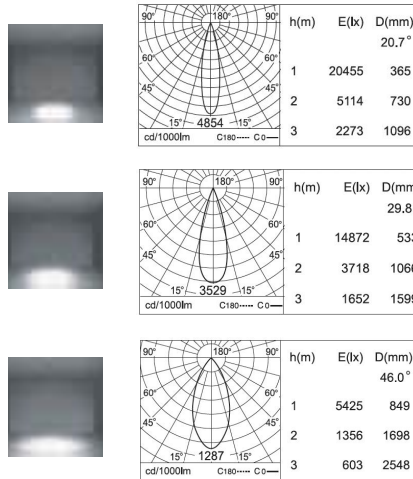 90° 180° 90° h(m) E(lx) D(mm)
20.7°
60° 60° 1 20455 365
45° 45° 2 5114 730
15° 4854 15° 3 2273 1096
cd/1000lm C180 C0
90° 180° 90° h(m) E(lx) D(mm
29.8
60° 60° 1 14872
45° 45° 2 3718
15° 3529 15° 3 1652
cd/1000lm C180 C0
90° 180° 90° h(m) E(lx) D(mm)
46.0°
60° 60° 1 5425 849
45° 45° 2 1356 1698
15° 1287 15° 3 603 2548
cd/1000lm C180 C0